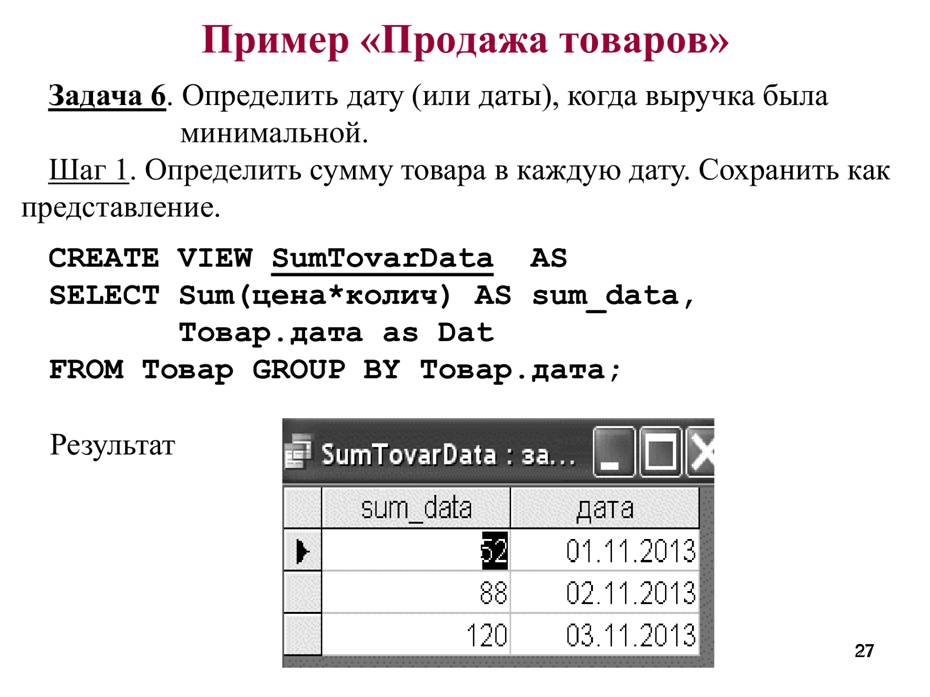 Пример «Продажа товаров»
Задача 6. Определить дату (или даты), когда выручка была
минимальной.
Шаг 1. Определить сумму товара в каждую дату. Сохранить как
представление.
CREATE VIEW SumTovarData AS
SELECT Sum(цена*колич) AS sum_data,
Товар.дата as Dat
FROM Товар GROUP BY Товар.дата;
Результат
SumTovarData : за...
sum_data дата
52 01.11.2013
88 02.11.2013
120 03.11.2013
27